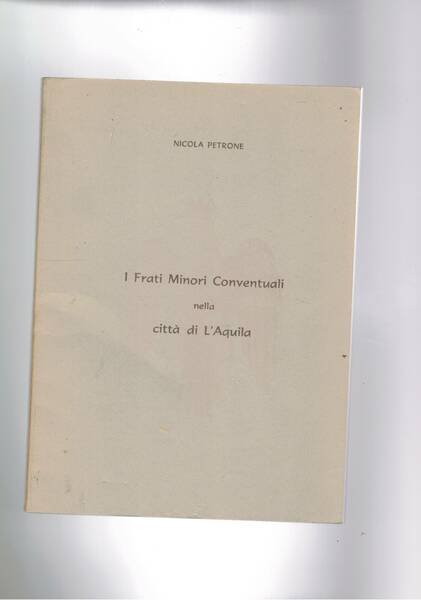 NICOLA PETRONE
I Frati Minori Conventuali
nella
città di L'Aquila